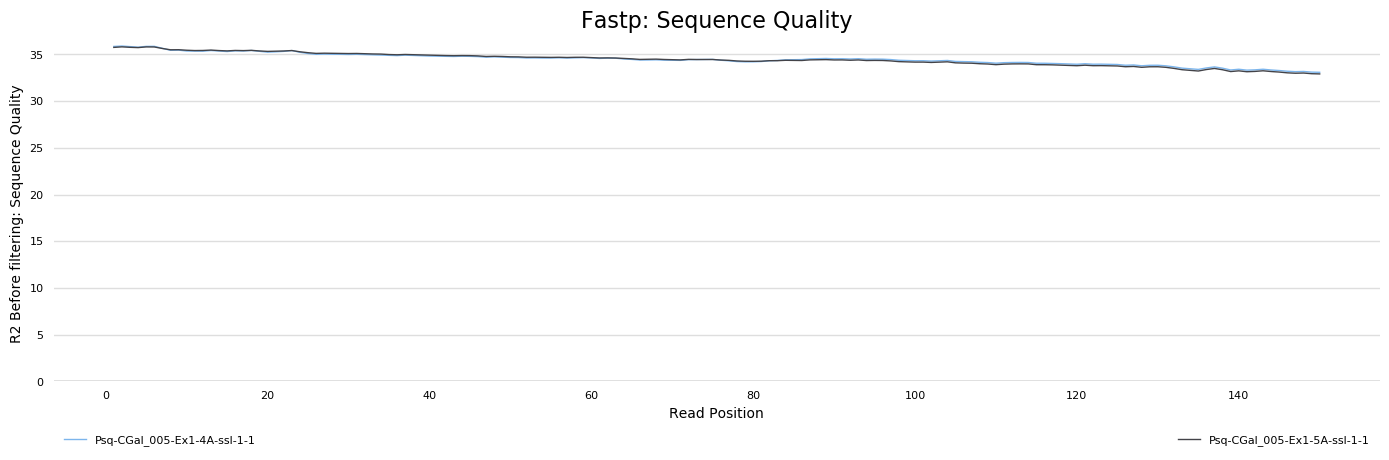 Fastp: Sequence Quality
R2 Before filtering: Sequence Quality
35
30
25
20
15
10
5
0
0 20 40 60 80 100 120 140
Read Position
Psq-CGal_005-Ex1-4A-ssl-1-1
Psq-CGal_005-Ex1-5A-ssl-1-1